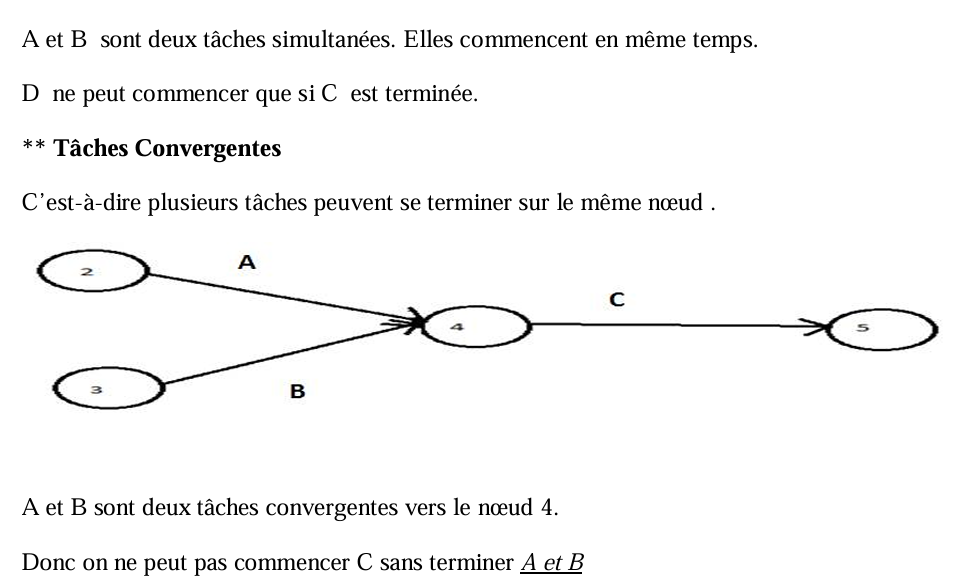 A et B sont deux tâches simultanées. Elles commencent en même temps.
D ne peut commencer que si C est terminée.
** Tâches Convergentes
C’est-à-dire plusieurs tâches peuvent se terminer sur le même nœud .
A
2
C
4
5
3
B
A et B sont deux tâches convergentes vers le nœud 4.
Donc on ne peut pas commencer C sans terminer A et B